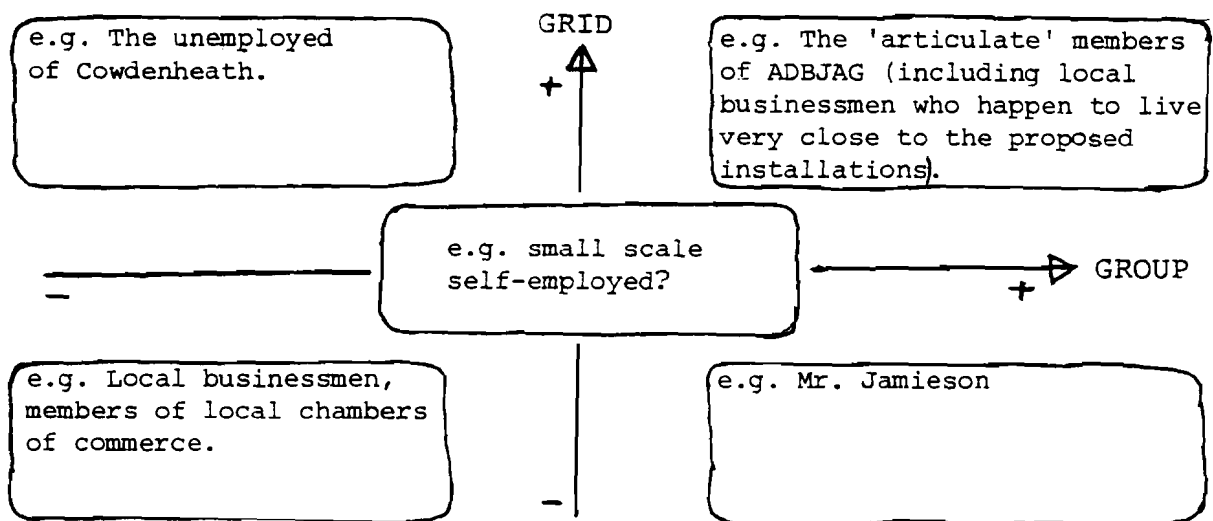 e.g. The unemployed
of Cowdenheath.
GRID
+
e.g. The 'articulate' members
of ADBJAG (including local
businessmen who happen to live
very close to the proposed
installations).
e.g. small scale
self-employed?
−
+
GROUP
e.g. Local businessmen,
members of local chambers
of commerce.
−
e.g. Mr. Jamieson